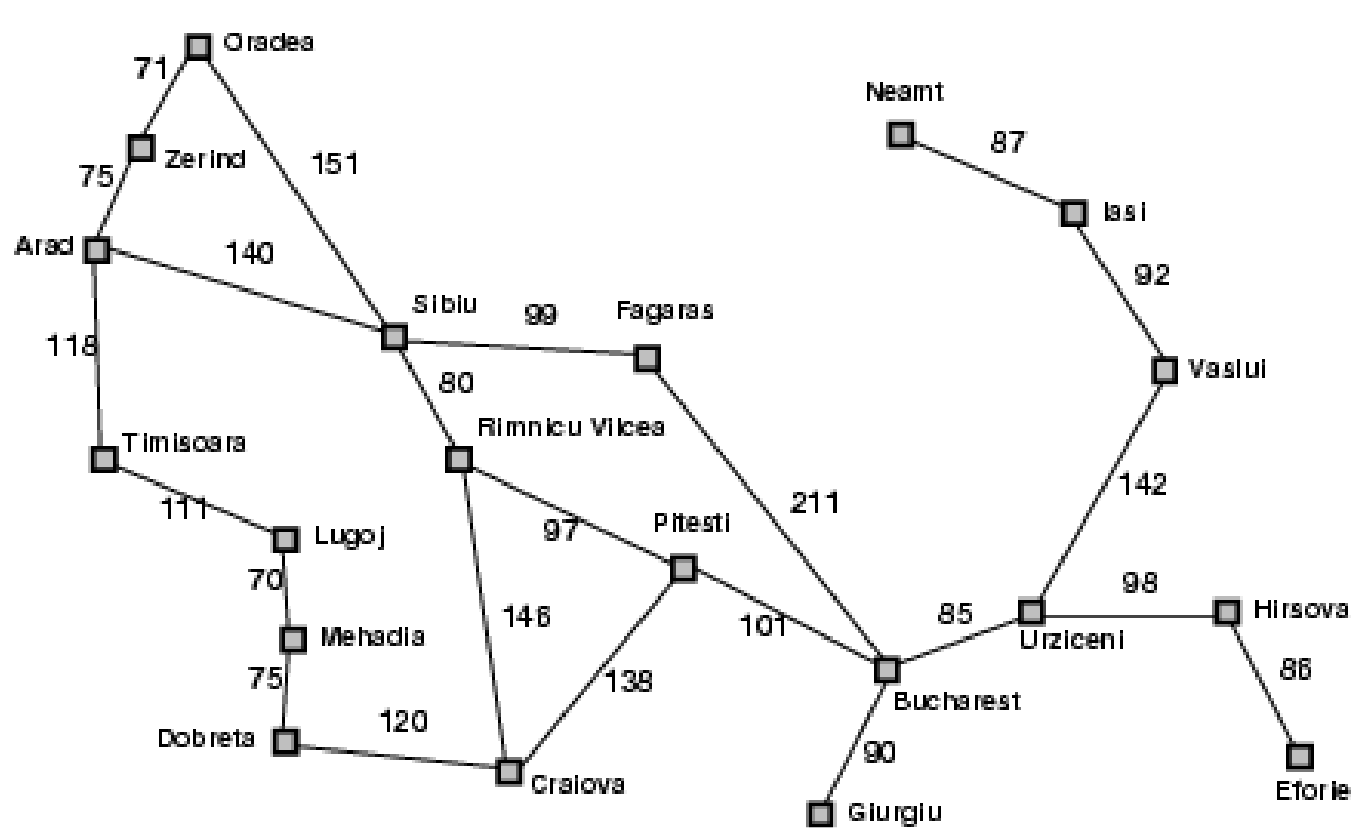 Oradea
71
Neamt
87
Zerind
151
75
Iasi
Arad
140
92
Sibiu
99
Fagaras
118
80
Vaslui
Rimnicu Vilcea
Timisoara
142
111
211
97
Pitesti
Lugoj
70
98
146
101
85
Hirsova
Mehadia
Urziceni
75
138
86
Bucharest
120
Dobreta
90
Craiova
Eforie
Giurgiu